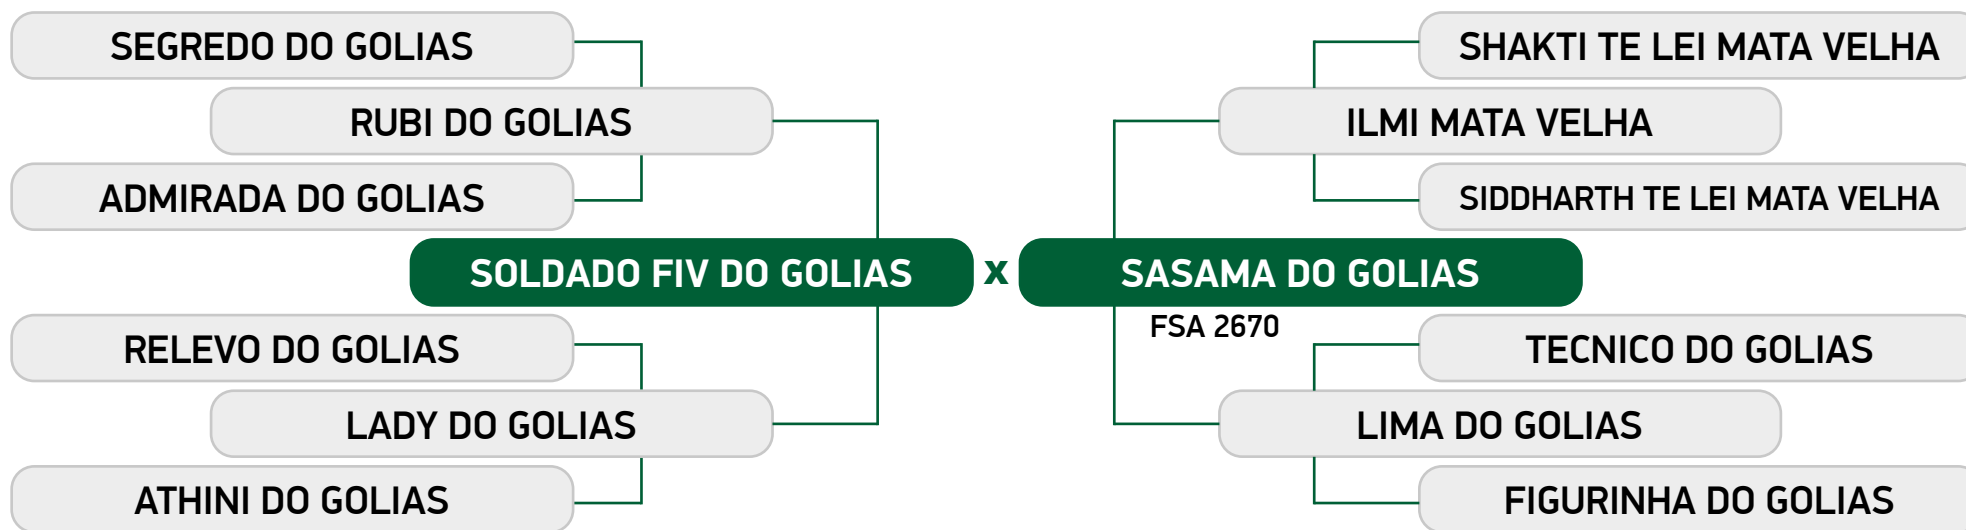 SEGREDO DO GOLIAS
SHAKTI TE LEI MATA VELHA
RUBI DO GOLIAS
ILMI MATA VELHA
ADMIRADA DO GOLIAS
SIDDHARTH TE LEI MATA VELHA
SOLDADO FIV DO GOLIAS x SASAMA DO GOLIAS
FSA 2670
RELEVO DO GOLIAS
TECNICO DO GOLIAS
LADY DO GOLIAS
LIMA DO GOLIAS
ATHINI DO GOLIAS
FIGURINHA DO GOLIAS